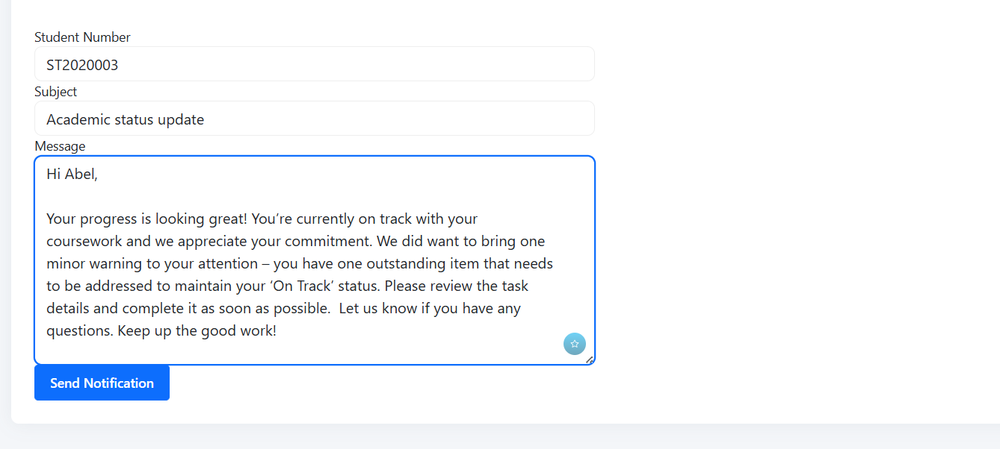 Student Number
ST2020003
Subject
Academic status update
Message
Hi Abel,
Your progress is looking great! You’re currently on track with your
coursework and we appreciate your commitment. We did want to bring one
minor warning to your attention – you have one outstanding item that needs
to be addressed to maintain your ‘On Track’ status. Please review the task
details and complete it as soon as possible.  Let us know if you have any
questions. Keep up the good work!
Send Notification